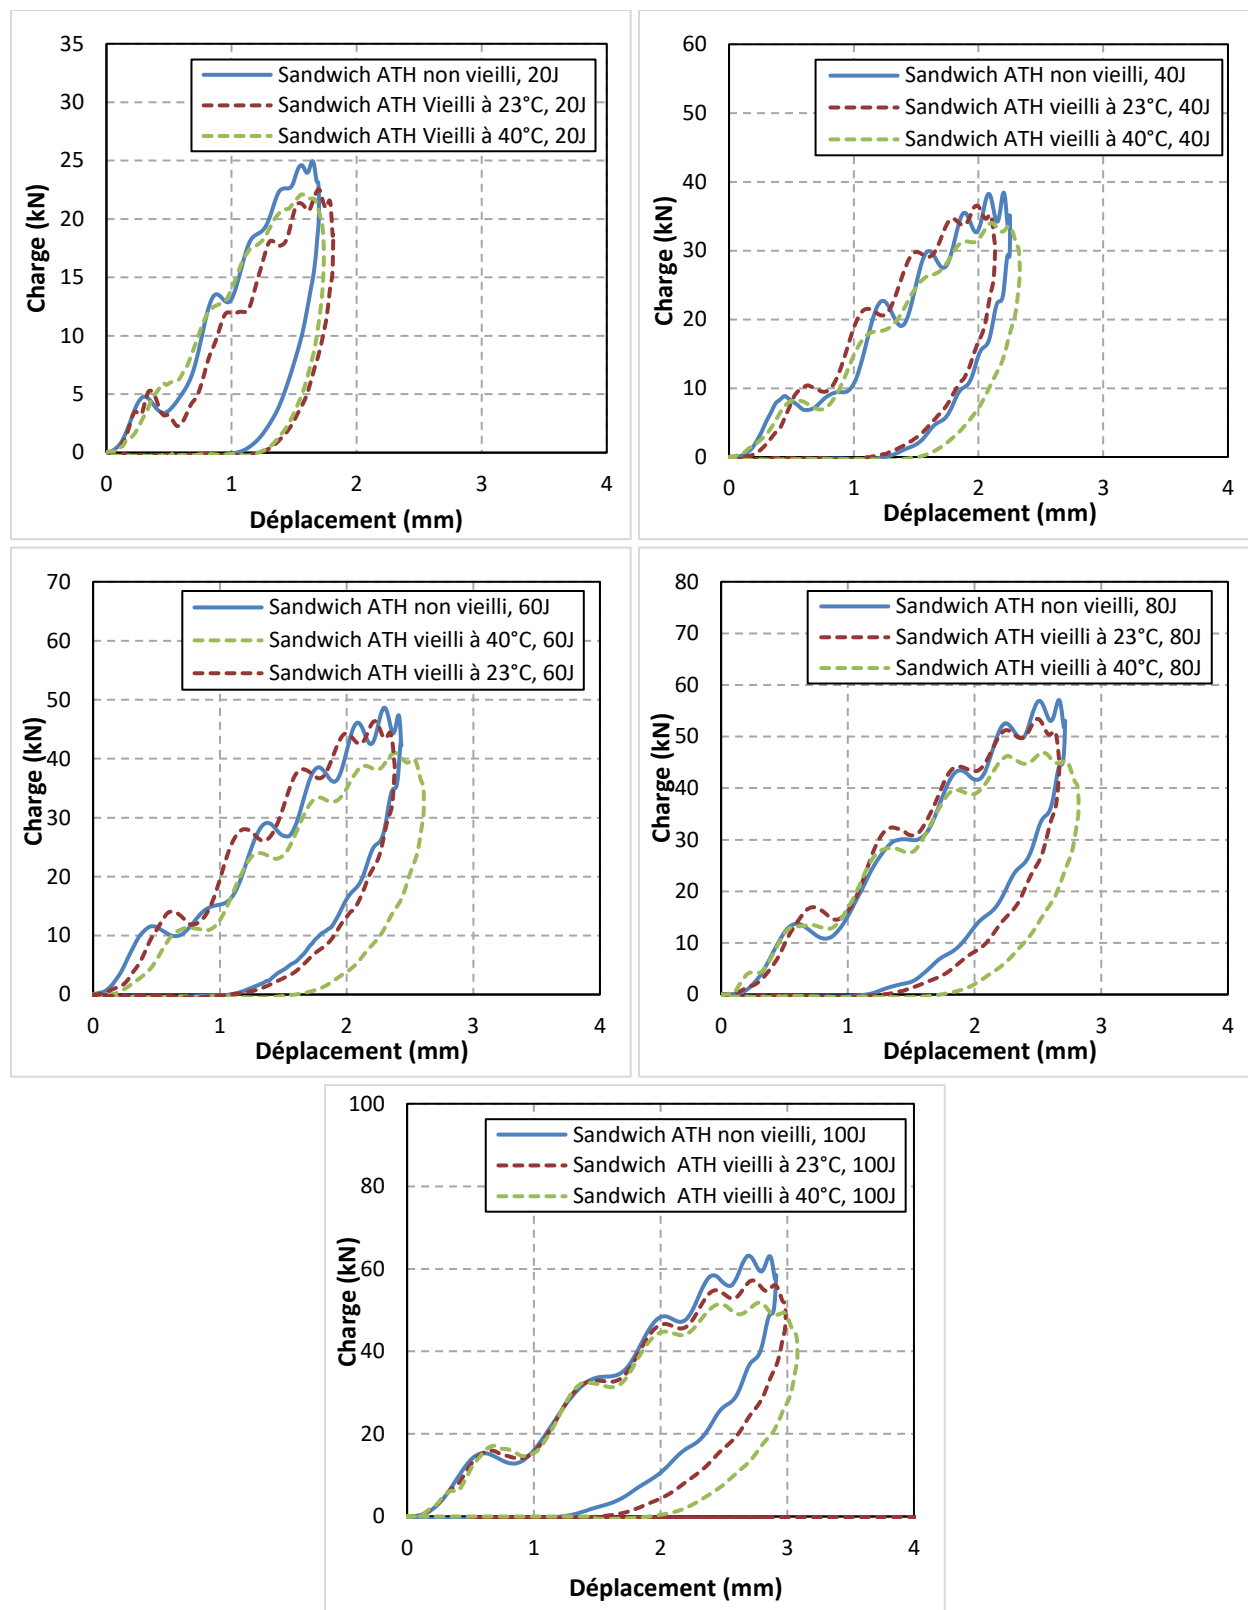 35
30
25
20
15
10
5
0
Charge (kN)
Sandwich ATH non vieilli, 20J
Sandwich ATH Vieilli à 23°C, 20J
Sandwich ATH Vieilli à 40°C, 20J
0 1 2 3 4
Déplacement (mm)
60
50
40
30
20
10
0
Charge (kN)
Sandwich ATH non vieilli, 40J
Sandwich ATH vieilli à 23°C, 40J
Sandwich ATH vieilli à 40°C, 40J
0 1 2 3 4
Déplacement (mm)
70
60
50
40
30
20
10
0
Charge (kN)
Sandwich ATH non vieilli, 60J
Sandwich ATH vieilli à 40°C, 60J
Sandwich ATH vieilli à 23°C, 60J
0 1 2 3 4
Déplacement (mm)
80
70
60
50
40
30
20
10
0
Charge (kN)
Sandwich ATH non vieilli, 80J
Sandwich ATH vieilli à 23°C, 80J
Sandwich ATH vieilli à 40°C, 80J
0 1 2 3 4
Déplacement (mm)
100
80
60
40
20
0
Charge (kN)
Sandwich ATH non vieilli, 100J
Sandwich ATH vieilli à 23°C, 100J
Sandwich ATH vieilli à 40°C, 100J
0 1 2 3 4
Déplacement (mm)